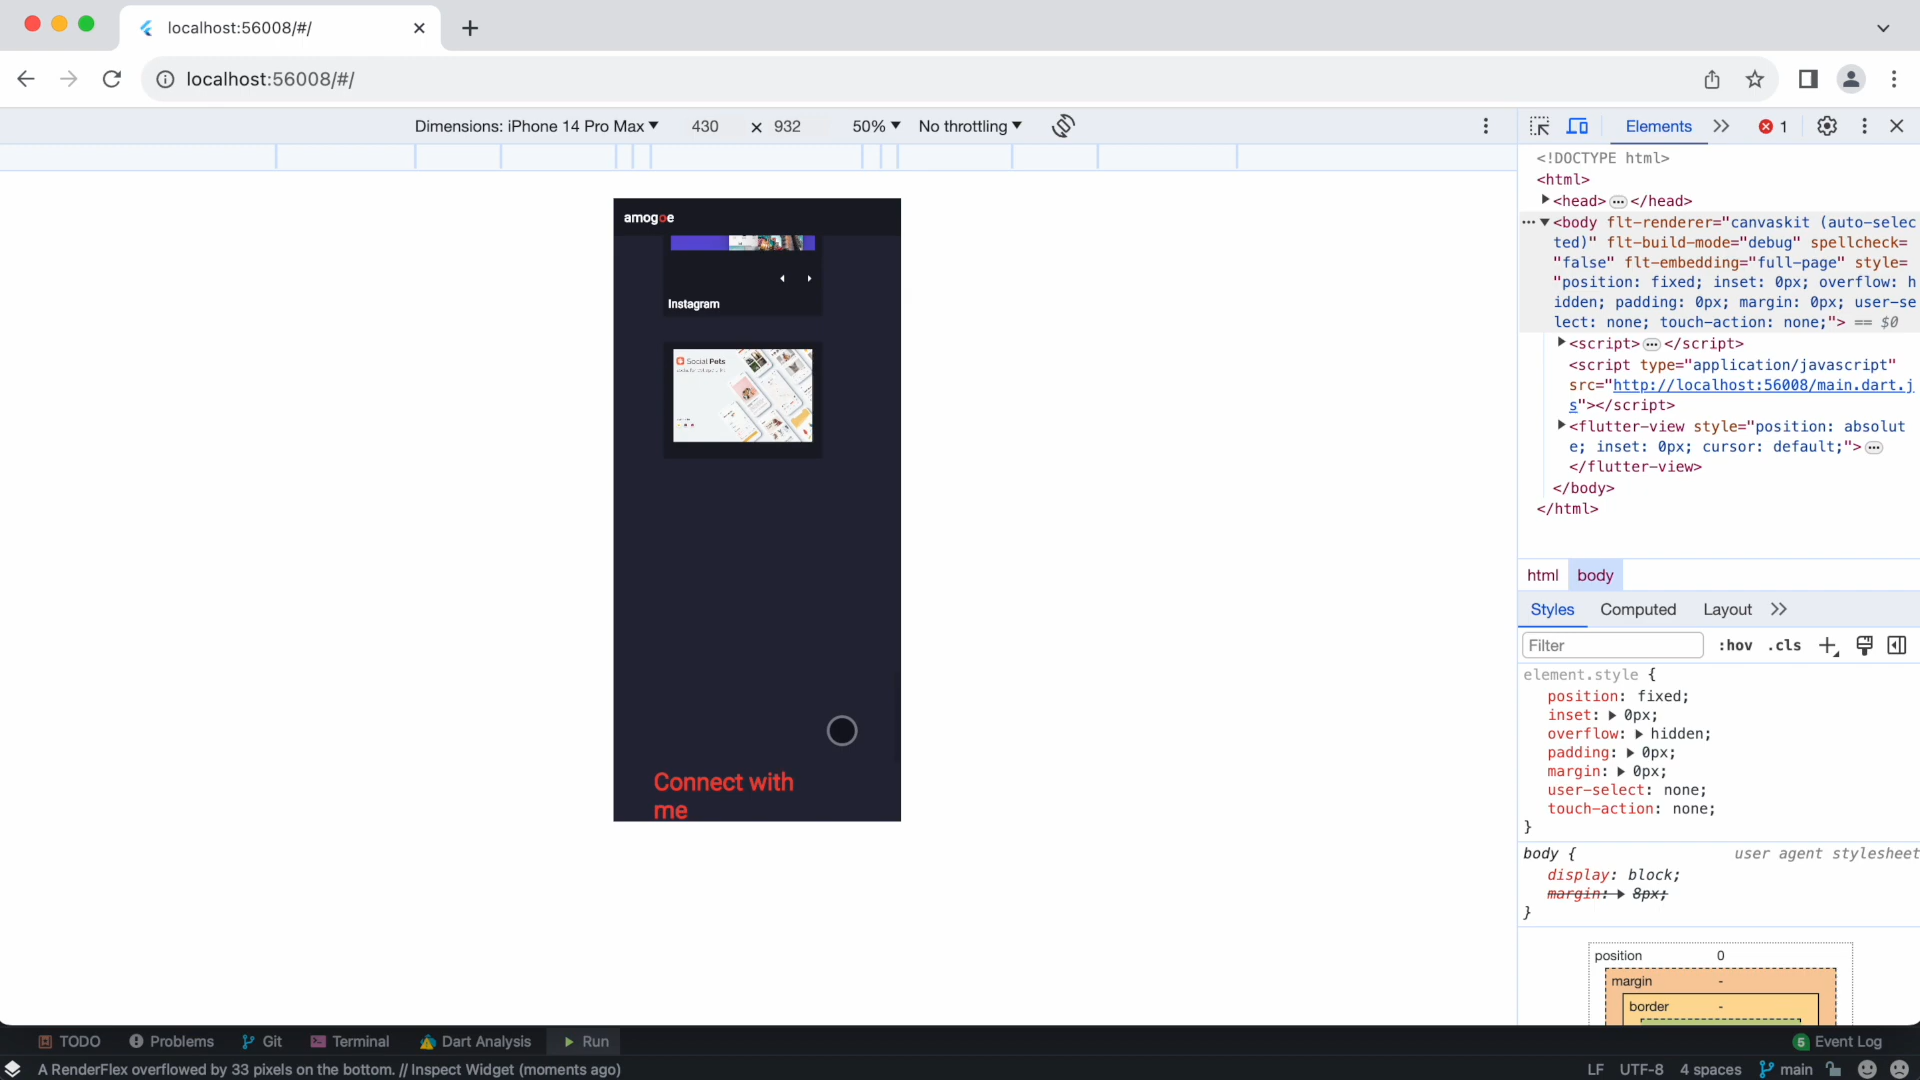 localhost:56008/#/
localhost:56008/#/
Dimensions: iPhone 14 Pro Max 430 × 932 50% No throttling
Elements 1
amogoe
Instagram
Social Pets
Connect with
me
<!DOCTYPE html>
<html>
<head> … </head>
<body flt-renderer="canvaskit (auto-selec
ted)" flt-build-mode="debug" spellcheck=
"false" flt-embedding="full-page" style=
"position: fixed; inset: 0px; overflow: h
idden; padding: 0px; margin: 0px; user-se
lect: none; touch-action: none;"> == $0
<script> … </script>
<script type="application/javascript"
src="http://localhost:56008/main.dart.j
s"></script>
<flutter-view style="position: absolut
e; inset: 0px; cursor: default;"> …
</flutter-view>
</body>
</html>
html body
Styles Computed Layout
Filter :hov .cls
element.style {
position: fixed;
inset: 0px;
overflow: hidden;
padding: 0px;
margin: 0px;
user-select: none;
touch-action: none;
}
body { user agent stylesheet
display: block;
margin: 8px;
}
position 0
margin -
border -
TODO Problems Git Terminal Dart Analysis Run 5 Event Log
A RenderFlex overflowed by 33 pixels on the bottom. // Inspect Widget (moments ago) LF UTF-8 4 spaces main